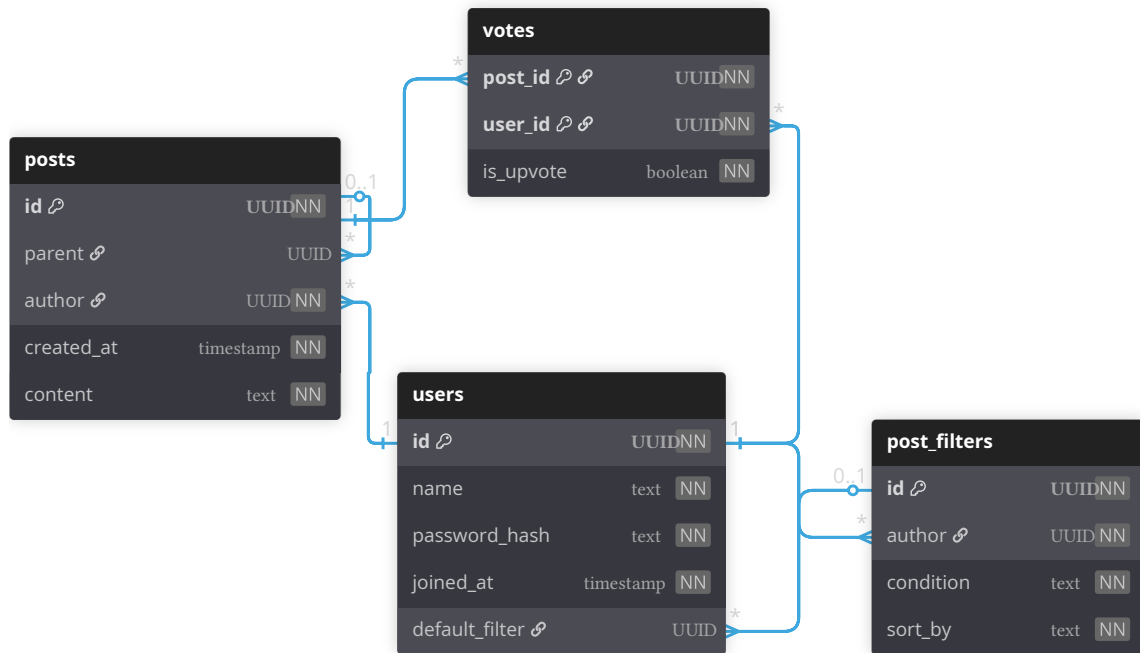 votes
*
post_id UUID NN
user_id UUID NN
*
is_upvote boolean NN
posts
0..1
id UUID NN
1
parent UUID
*
author UUID NN
*
created_at timestamp NN
content text NN
users
1
id UUID NN
1
name text NN
password_hash text NN
joined_at timestamp NN
default_filter UUID
*
post_filters
0..1
id UUID NN
*
author UUID NN
condition text NN
sort_by text NN